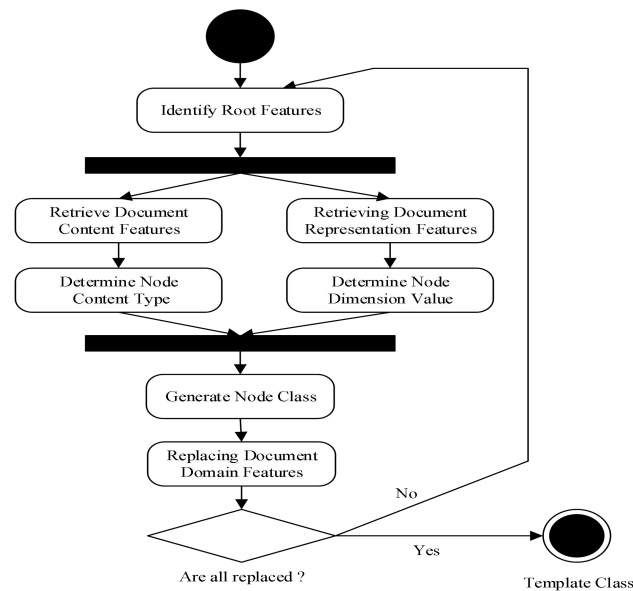 Identify Root Features
Retrieve Document
Content Features
Retrieving Document
Representation Features
Determine Node
Content Type
Determine Node
Dimension Value
Generate Node Class
Replacing Document
Domain Features
No
Yes
Are all replaced ?
Template Class